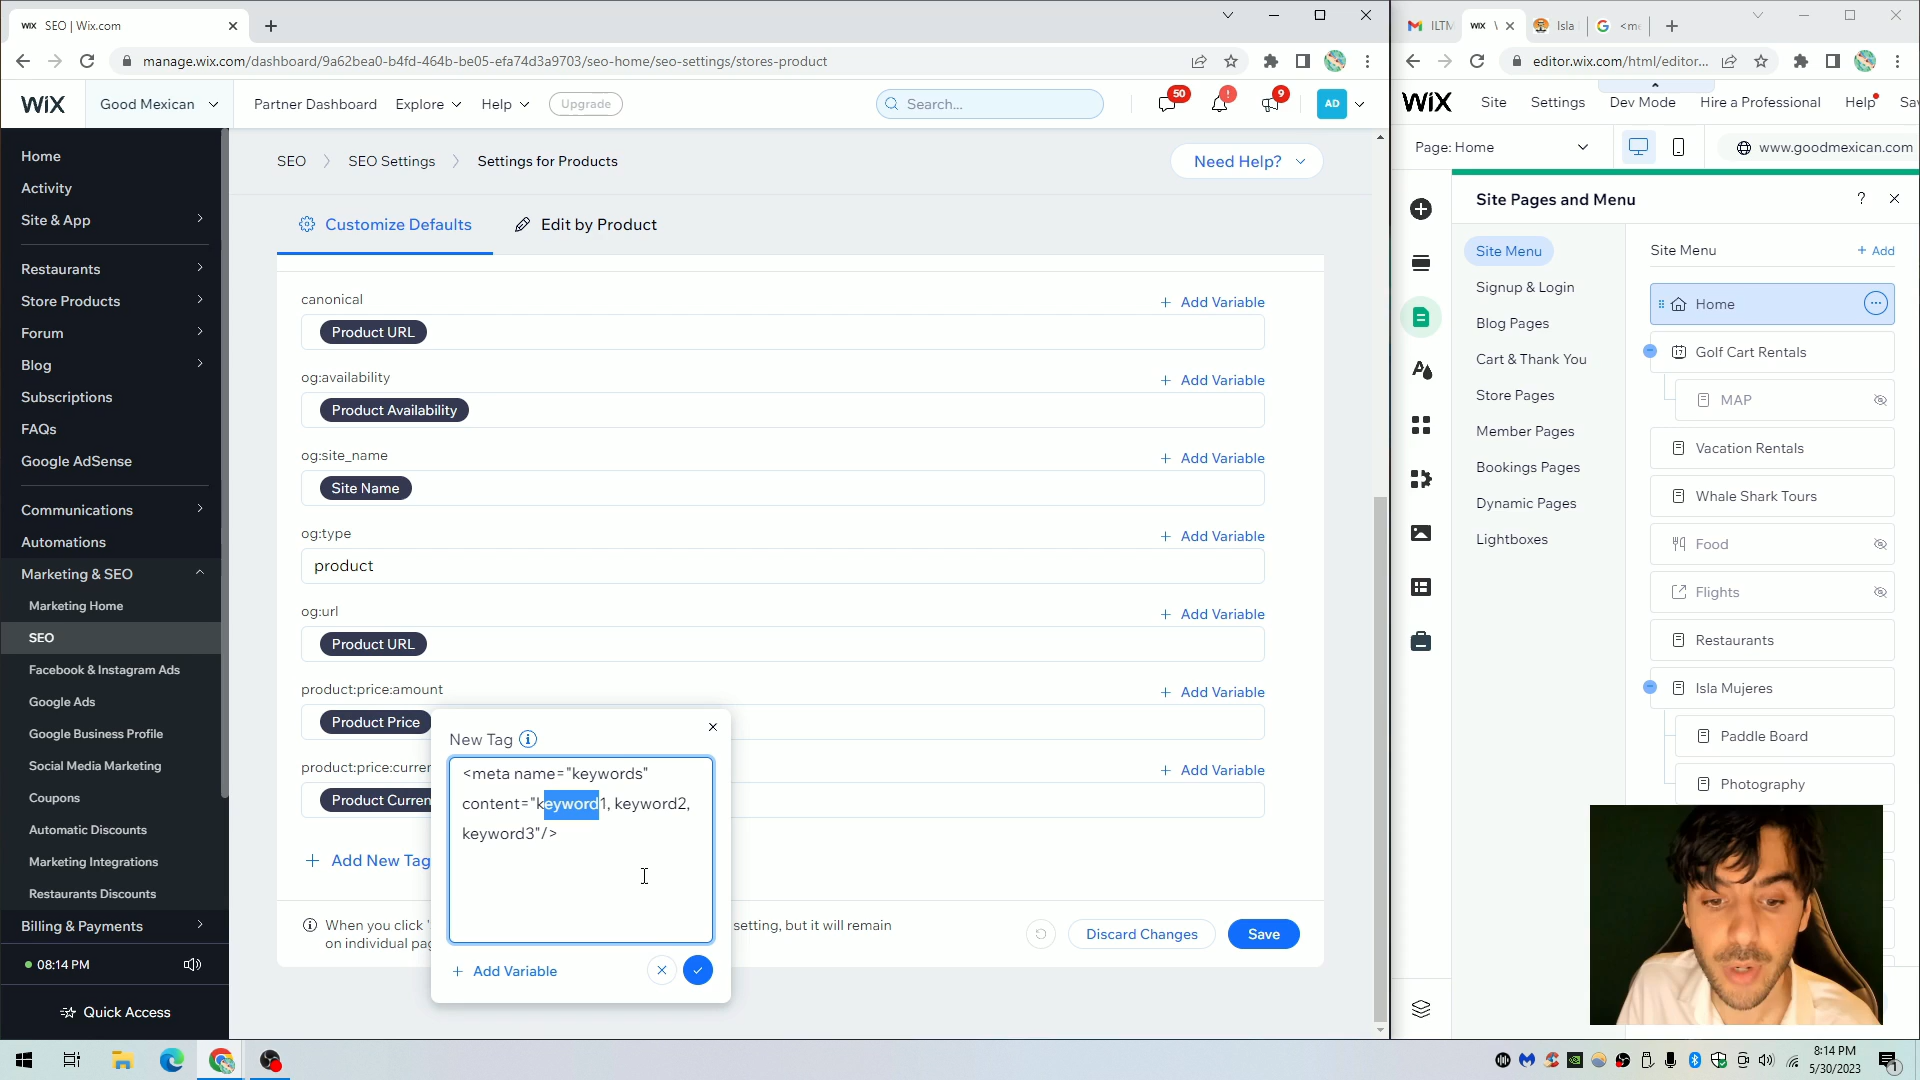 WIX SEO | Wix.com
manage.wix.com/dashboard/9a62bea0-b4fd-464b-be05-efa74d3a9703/seo-home/seo-settings/stores-product
WIX Good Mexican Partner Dashboard Explore Help Upgrade Search... 50 ! 9 AD
Home
Activity
Site & App
Restaurants
Store Products
Forum
Blog
Subscriptions
FAQs
Google AdSense
Communications
Automations
Marketing & SEO
Marketing Home
SEO
Facebook & Instagram Ads
Google Ads
Google Business Profile
Social Media Marketing
Coupons
Automatic Discounts
Marketing Integrations
Restaurants Discounts
Billing & Payments
08:14 PM
Quick Access
SEO SEO Settings Settings for Products Need Help?
Customize Defaults Edit by Product
canonical + Add Variable
Product URL
og:availability + Add Variable
Product Availability
og:site_name + Add Variable
Site Name
og:type + Add Variable
product
og:url + Add Variable
Product URL
product:price:amount + Add Variable
Product Price
product:price:curren + Add Variable
Product Curren
+ Add New Tag
New Tag
<meta name="keywords"
content="keyword1, keyword2,
keyword3"/>
+ Add Variable
When you click ' setting, but it will remain
on individual pag
Discard Changes Save
ILTM WIX Isla <me
editor.wix.com/html/editor...
WIX Site Settings Dev Mode Hire a Professional Help Sa
Page: Home www.goodmexican.com
Site Pages and Menu ?
Site Menu
Signup & Login
Blog Pages
Cart & Thank You
Store Pages
Member Pages
Bookings Pages
Dynamic Pages
Lightboxes
Site Menu + Add
Home
Golf Cart Rentals
MAP
Vacation Rentals
Whale Shark Tours
Food
Flights
Restaurants
Isla Mujeres
Paddle Board
Photography
8:14 PM
5/30/2023
1